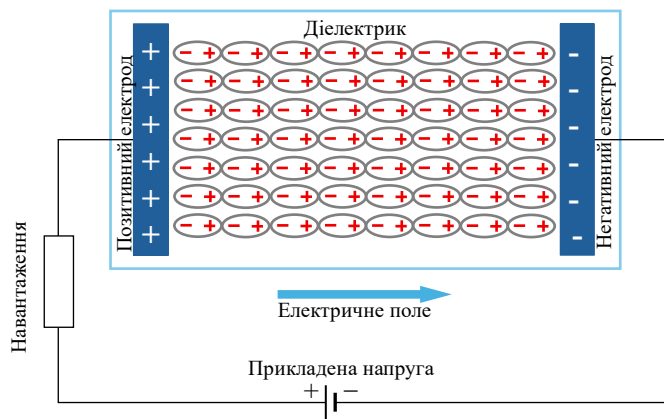 Діелектрик
Позитивний електрод
Негативний електрод
Навантаження
Електричне поле
Прикладена напруга
+ −